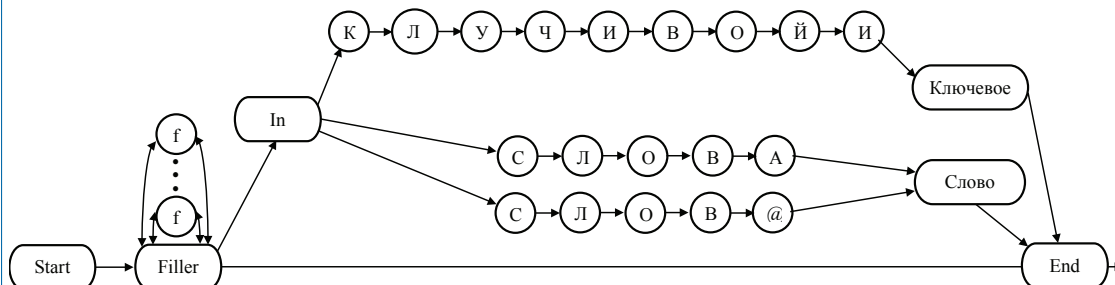 К Л У Ч И В О Й И
Ключевое
In
f
С Л О В А
Слово
f
С Л О В @
Start
Filler
End